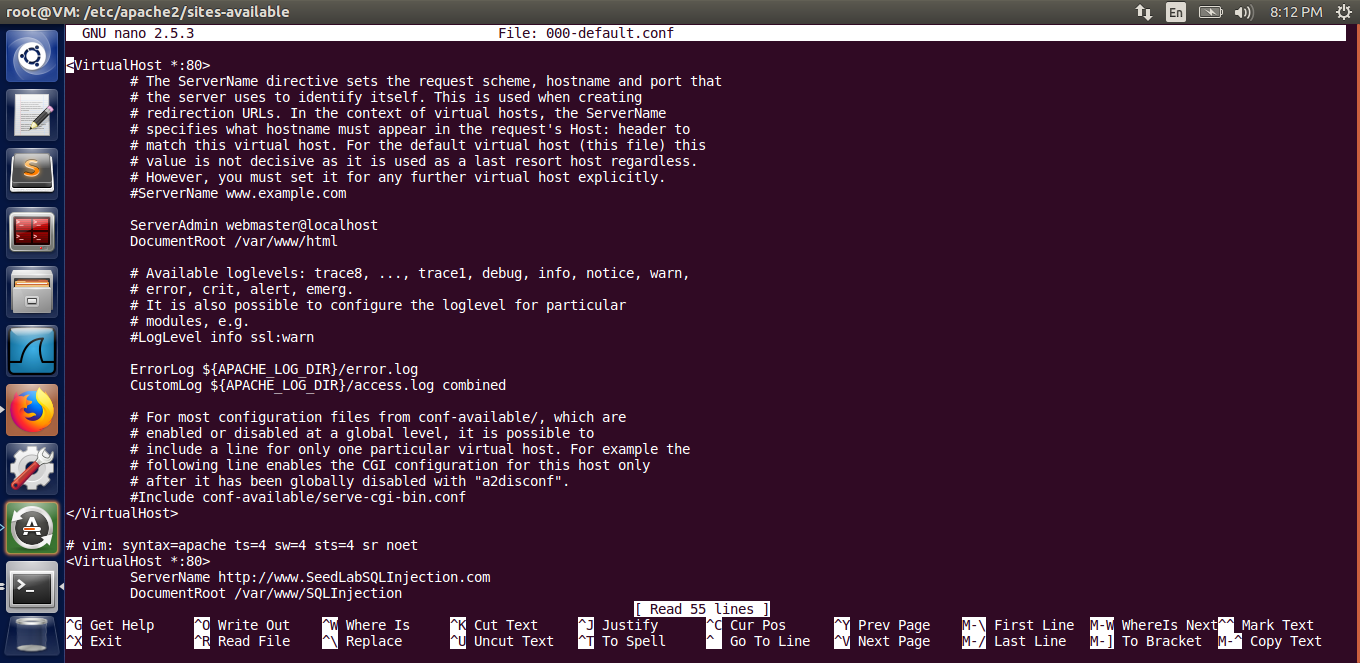 root@VM: /etc/apache2/sites-available
En
8:12 PM
GNU nano 2.5.3 File: 000-default.conf
<VirtualHost *:80>
# The ServerName directive sets the request scheme, hostname and port that
# the server uses to identify itself. This is used when creating
# redirection URLs. In the context of virtual hosts, the ServerName
# specifies what hostname must appear in the request's Host: header to
# match this virtual host. For the default virtual host (this file) this
# value is not decisive as it is used as a last resort host regardless.
# However, you must set it for any further virtual host explicitly.
#ServerName www.example.com
ServerAdmin webmaster@localhost
DocumentRoot /var/www/html
# Available loglevels: trace8, ..., trace1, debug, info, notice, warn,
# error, crit, alert, emerg.
# It is also possible to configure the loglevel for particular
# modules, e.g.
#LogLevel info ssl:warn
ErrorLog ${APACHE_LOG_DIR}/error.log
CustomLog ${APACHE_LOG_DIR}/access.log combined
# For most configuration files from conf-available/, which are
# enabled or disabled at a global level, it is possible to
# include a line for only one particular virtual host. For example the
# following line enables the CGI configuration for this host only
# after it has been globally disabled with "a2disconf".
#Include conf-available/serve-cgi-bin.conf
</VirtualHost>
# vim: syntax=apache ts=4 sw=4 sts=4 sr noet
<VirtualHost *:80>
ServerName http://www.SeedLabSQLInjection.com
DocumentRoot /var/www/SQLInjection
[ Read 55 lines ]
^G Get Help ^O Write Out ^W Where Is ^K Cut Text ^J Justify ^C Cur Pos ^Y Prev Page M-\ First Line M-W WhereIs Next ^^ Mark Text
^X Exit ^R Read File ^\ Replace ^U Uncut Text ^T To Spell ^_ Go To Line ^V Next Page M-/ Last Line M-] To Bracket M-^ Copy Text